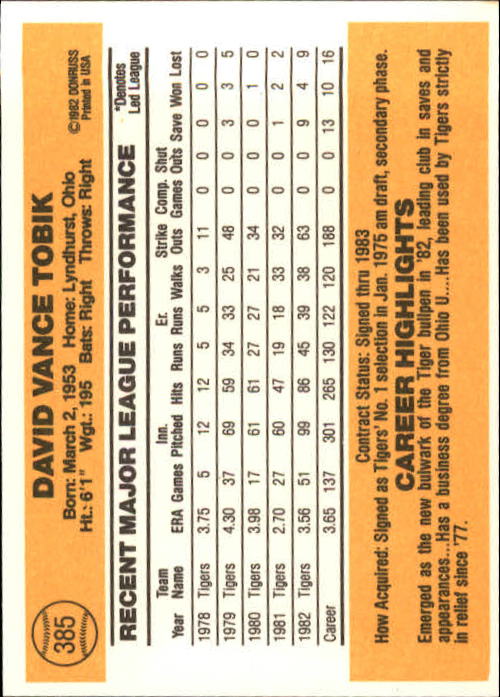 385
DAVID VANCE TOBIK
Born: March 2, 1953 Home: Lyndhurst, Ohio
Ht.: 6'1" Wgt.: 195 Bats: Right Throws: Right
©1982 DONRUSS
Printed in USA
RECENT MAJOR LEAGUE PERFORMANCE
*Denotes
Led League
Team Inn. Er. Strike Comp. Shut
Year Name ERA Games Pitched Hits Runs Runs Walks Outs Games Outs Save Won Lost
1978 Tigers 3.75 5 12 12 5 5 3 11 0 0 0 0 0
1979 Tigers 4.30 37 69 59 34 33 25 48 0 0 3 3 5
1980 Tigers 3.98 17 61 61 27 27 21 34 0 0 0 1 0
1981 Tigers 2.70 27 60 47 19 18 33 32 0 0 1 2 2
1982 Tigers 3.56 51 99 86 45 39 38 63 0 0 9 4 9
Career 3.65 137 301 265 130 122 120 188 0 0 13 10 16
Contract Status: Signed thru 1983
How Acquired: Signed as Tigers' No. 1 selection in Jan. 1975 am draft, secondary phase.
CAREER HIGHLIGHTS
Emerged as the new bulwark of the Tiger bullpen in '82, leading club in saves and
appearances....Has a business degree from Ohio U....Has been used by Tigers strictly
in relief since '77.